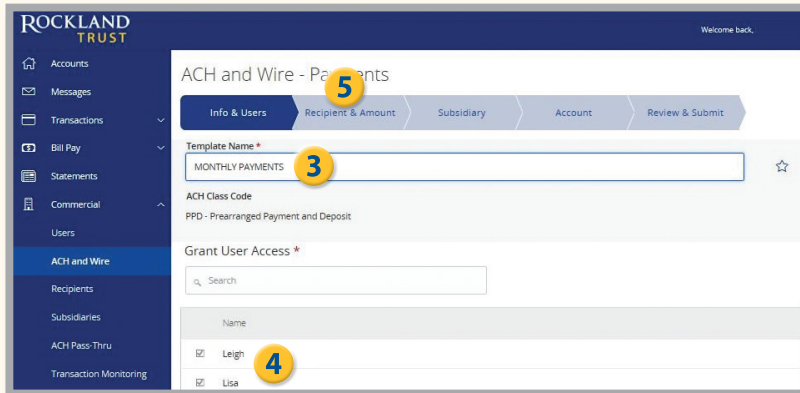 ROCKLAND
TRUST
Welcome back,
Accounts
Messages
Transactions
Bill Pay
Statements
Commercial
Users
ACH and Wire
Recipients
Subsidiaries
ACH Pass-Thru
Transaction Monitoring
ACH and Wire - Payments
5
Info & Users
Recipient & Amount
Subsidiary
Account
Review & Submit
Template Name *
MONTHLY PAYMENTS
3
ACH Class Code
PPD - Prearranged Payment and Deposit
Grant User Access *
Search
Name
Leigh
4
Lisa